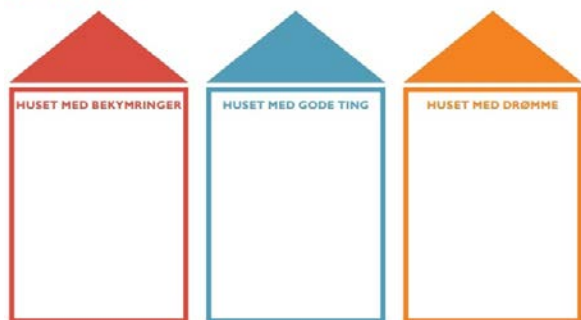 HUSET MED BEKYMRINGER
HUSET MED GODE TING
HUSET MED DRØMME